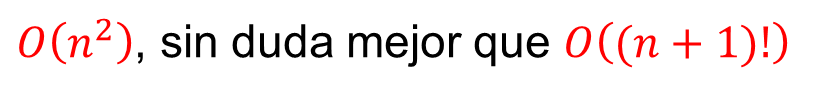 O(n²), sin duda mejor que O((n + 1)!)